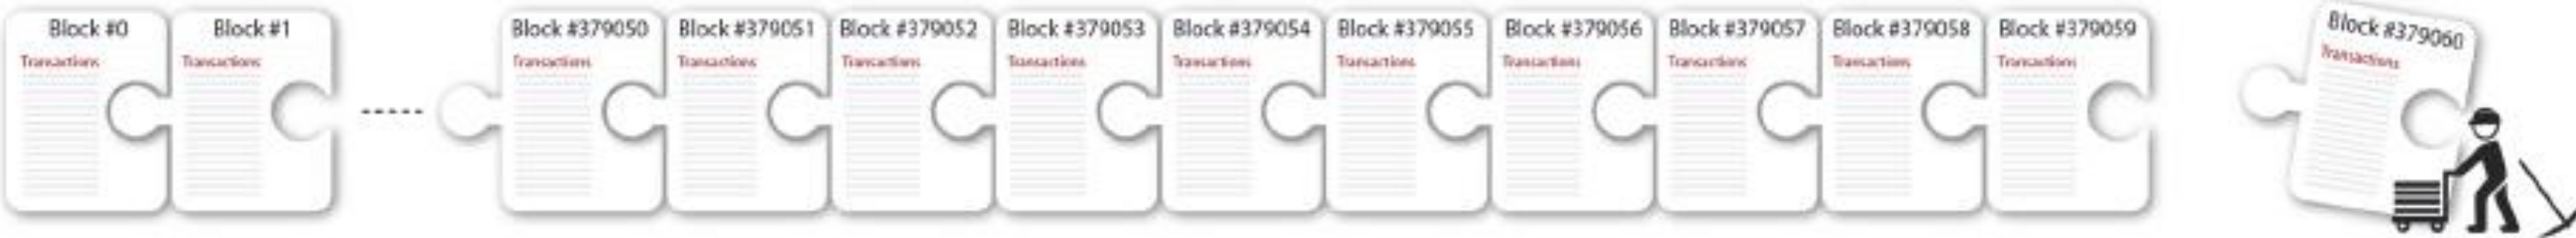 Block #0
Transactions
Block #1
Transactions
Block #379050
Transactions
Block #379051
Transactions
Block #379052
Transactions
Block #379053
Transactions
Block #379054
Transactions
Block #379055
Transactions
Block #379056
Transactions
Block #379057
Transactions
Block #379058
Transactions
Block #379059
Transactions
Block #379060
Transactions